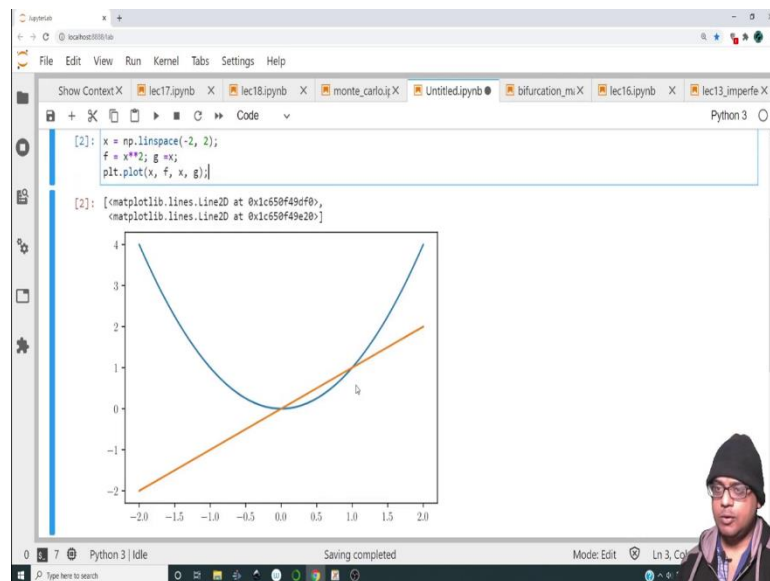 JupyterLab
localhost:8888/lab
File Edit View Run Kernel Tabs Settings Help
Show Context lec17.ipynb lec18.ipynb monte_carlo.ip Untitled.ipynb bifurcation_m lec16.ipynb lec13_imperfe
Code Python 3
[2]: x = np.linspace(-2, 2);
f = x**2; g =x;
plt.plot(x, f, x, g);
[2]: [<matplotlib.lines.Line2D at 0x1c650f49df0>,
<matplotlib.lines.Line2D at 0x1c650f49e20>]
4
3
2
1
0
−1
−2
−2.0 −1.5 −1.0 −0.5 0.0 0.5 1.0 1.5 2.0
0 7 Python 3 | Idle Saving completed Mode: Edit Ln 3,
Type here to search